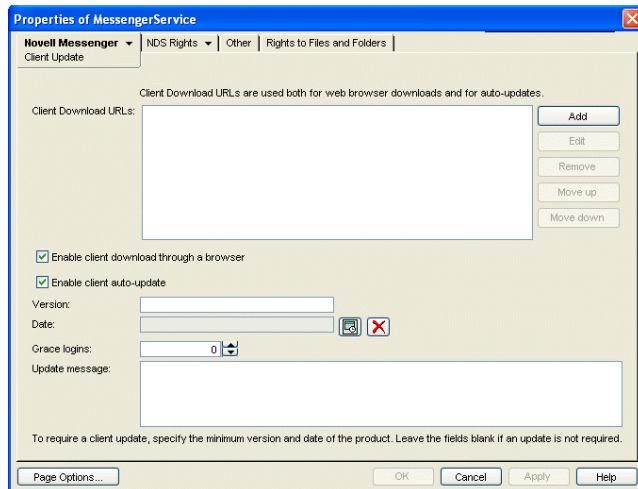 Properties of MessengerService
Novell Messenger NDS Rights Other Rights to Files and Folders
Client Update
Client Download URLs are used both for web browser downloads and for auto-updates.
Client Download URLs:
Add
Edit
Remove
Move up
Move down
Enable client download through a browser
Enable client auto-update
Version:
Date:
Grace logins: 0
Update message:
To require a client update, specify the minimum version and date of the product. Leave the fields blank if an update is not required.
Page Options... OK Cancel Apply Help